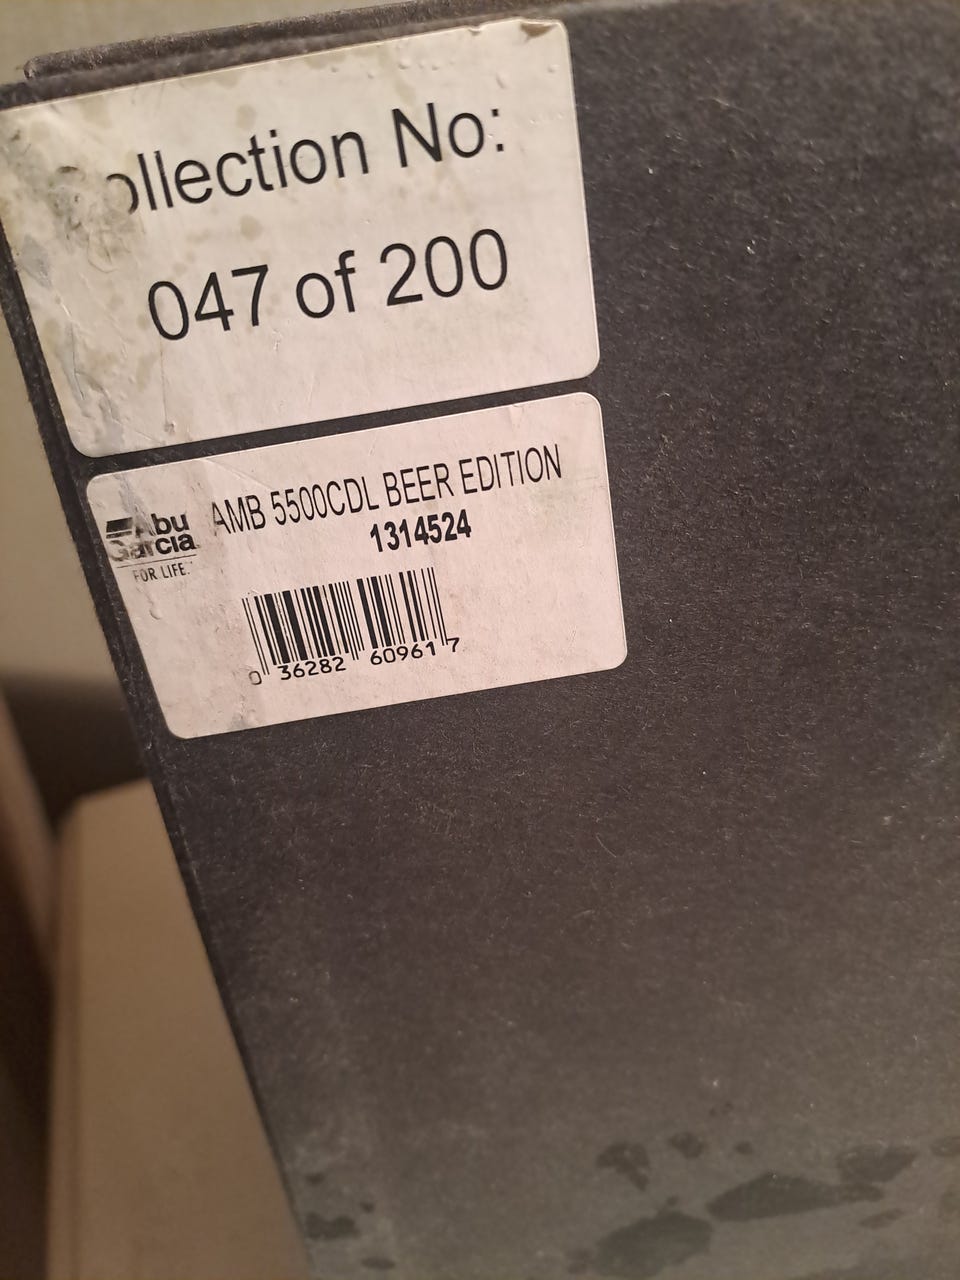 ollection No:
047 of 200
Abu
Garcia
FOR LIFE.
AMB 5500CDL BEER EDITION
1314524
0 36282 60961 7